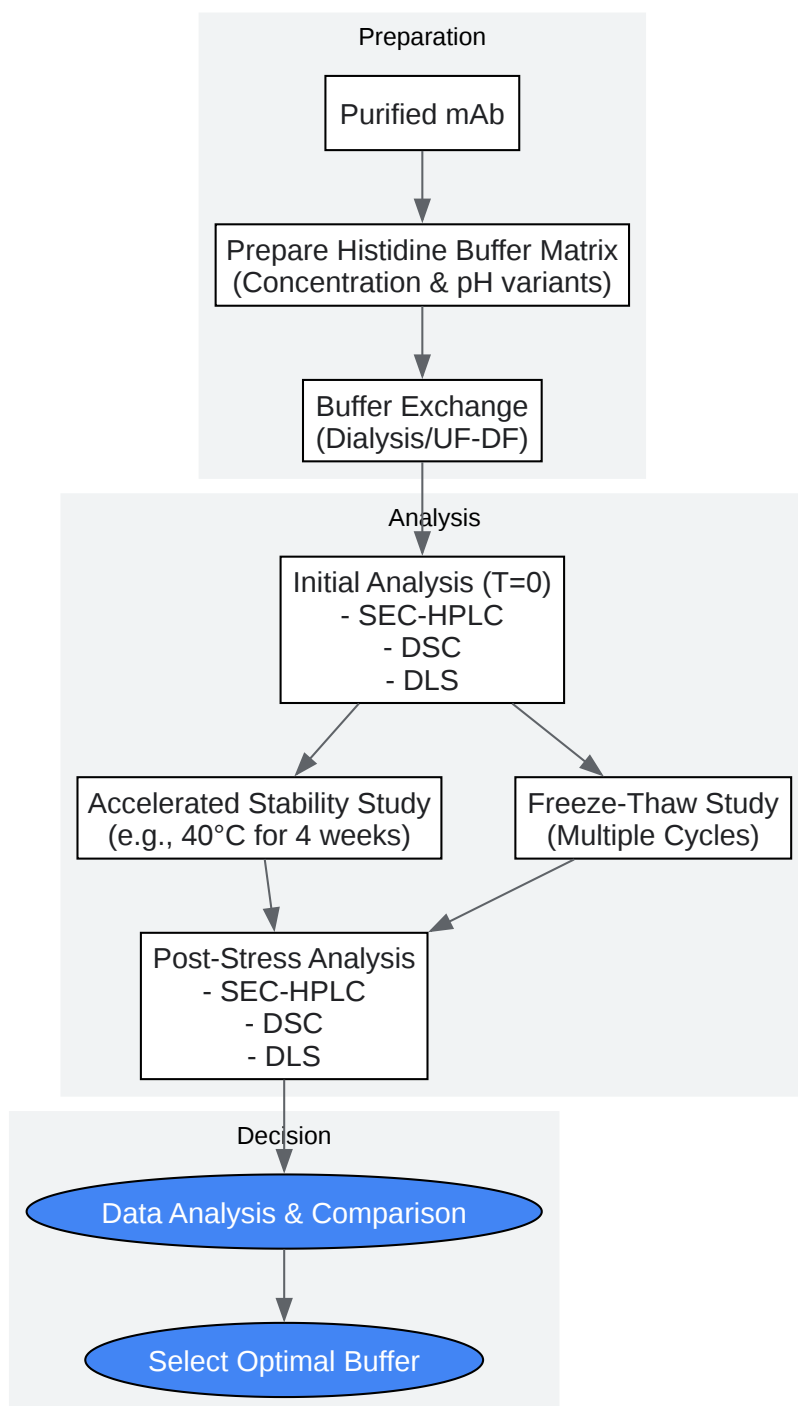 Preparation
Purified mAb
Prepare Histidine Buffer Matrix
(Concentration & pH variants)
Buffer Exchange
(Dialysis/UF-DF)
Analysis
Initial Analysis (T=0)
- SEC-HPLC
- DSC
- DLS
Accelerated Stability Study
(e.g., 40°C for 4 weeks)
Freeze-Thaw Study
(Multiple Cycles)
Post-Stress Analysis
- SEC-HPLC
- DSC
- DLS
Decision
Data Analysis & Comparison
Select Optimal Buffer